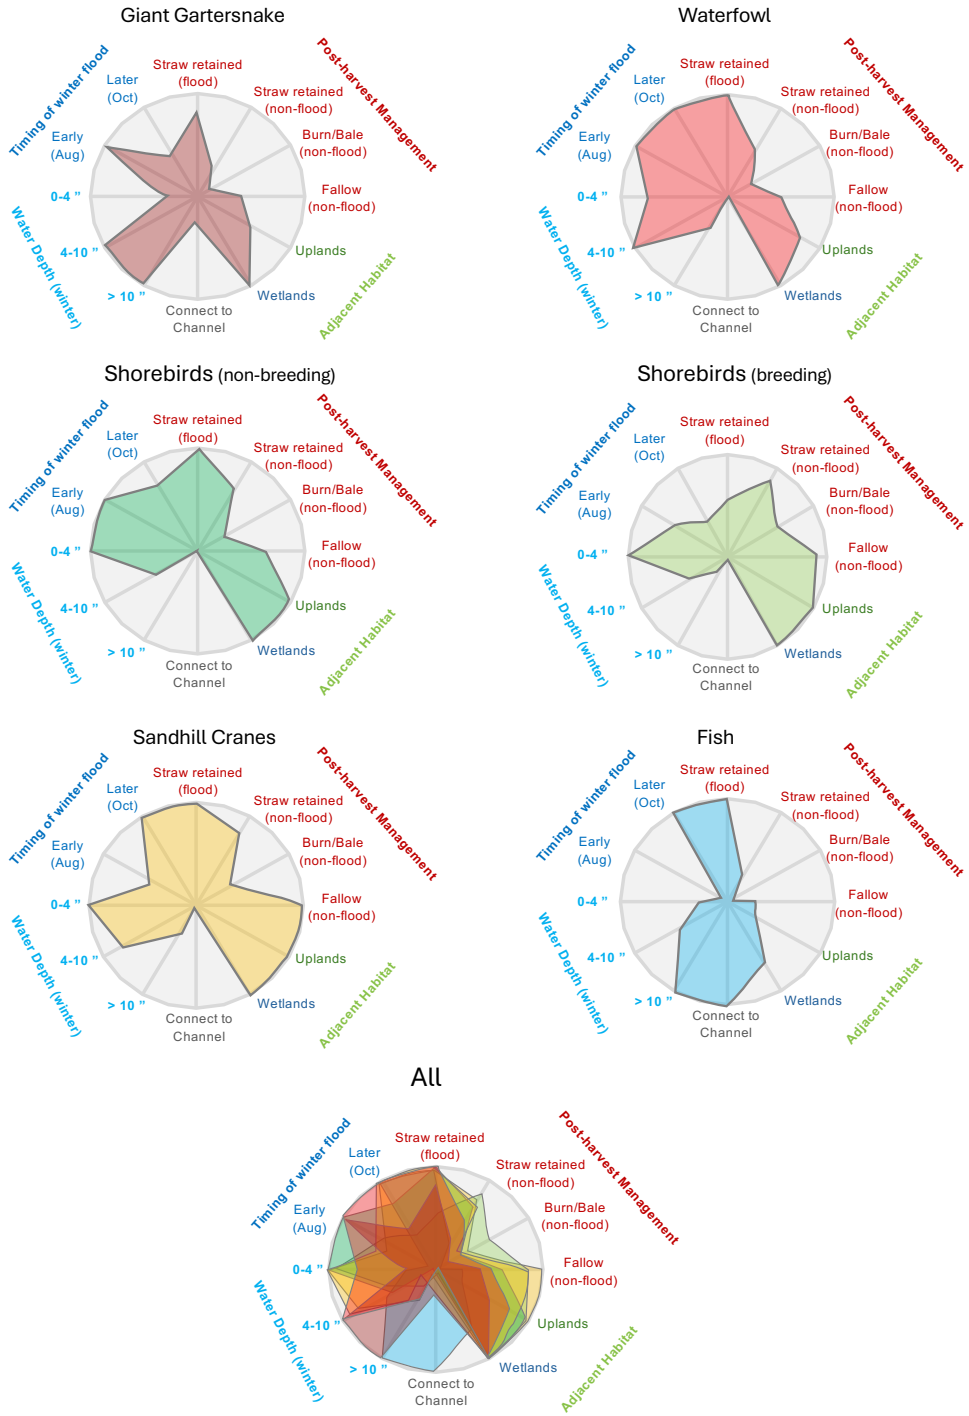 Giant Gartersnake
Timing of winter flood
Later
(Oct)
Straw retained
(flood)
Post-harvest Management
Straw retained
(non-flood)
Early
(Aug)
Burn/Bale
(non-flood)
0-4 ”
Fallow
(non-flood)
Water Depth (winter)
4-10 ”
Uplands
> 10 ”
Wetlands
Adjacent Habitat
Connect to
Channel
Waterfowl
Timing of winter flood
Later
(Oct)
Straw retained
(flood)
Post-harvest Management
Straw retained
(non-flood)
Early
(Aug)
Burn/Bale
(non-flood)
0-4 ”
Fallow
(non-flood)
Water Depth (winter)
4-10 ”
Uplands
> 10 ”
Wetlands
Adjacent Habitat
Connect to
Channel
Shorebirds (non-breeding)
Timing of winter flood
Later
(Oct)
Straw retained
(flood)
Post-harvest Management
Straw retained
(non-flood)
Early
(Aug)
Burn/Bale
(non-flood)
0-4 ”
Fallow
(non-flood)
Water Depth (winter)
4-10 ”
Uplands
> 10 ”
Wetlands
Adjacent Habitat
Connect to
Channel
Shorebirds (breeding)
Timing of winter flood
Later
(Oct)
Straw retained
(flood)
Post-harvest Management
Straw retained
(non-flood)
Early
(Aug)
Burn/Bale
(non-flood)
0-4 ”
Fallow
(non-flood)
Water Depth (winter)
4-10 ”
Uplands
> 10 ”
Wetlands
Adjacent Habitat
Connect to
Channel
Sandhill Cranes
Timing of winter flood
Later
(Oct)
Straw retained
(flood)
Post-harvest Management
Straw retained
(non-flood)
Early
(Aug)
Burn/Bale
(non-flood)
0-4 ”
Fallow
(non-flood)
Water Depth (winter)
4-10 ”
Uplands
> 10 ”
Wetlands
Adjacent Habitat
Connect to
Channel
Fish
Timing of winter flood
Later
(Oct)
Straw retained
(flood)
Post-harvest Management
Straw retained
(non-flood)
Early
(Aug)
Burn/Bale
(non-flood)
0-4 ”
Fallow
(non-flood)
Water Depth (winter)
4-10 ”
Uplands
> 10 ”
Wetlands
Adjacent Habitat
Connect to
Channel
All
Timing of winter flood
Later
(Oct)
Straw retained
(flood)
Post-harvest Management
Straw retained
(non-flood)
Early
(Aug)
Burn/Bale
(non-flood)
0-4 ”
Fallow
(non-flood)
Water Depth (winter)
4-10 ”
Uplands
> 10 ”
Wetlands
Adjacent Habitat
Connect to
Channel